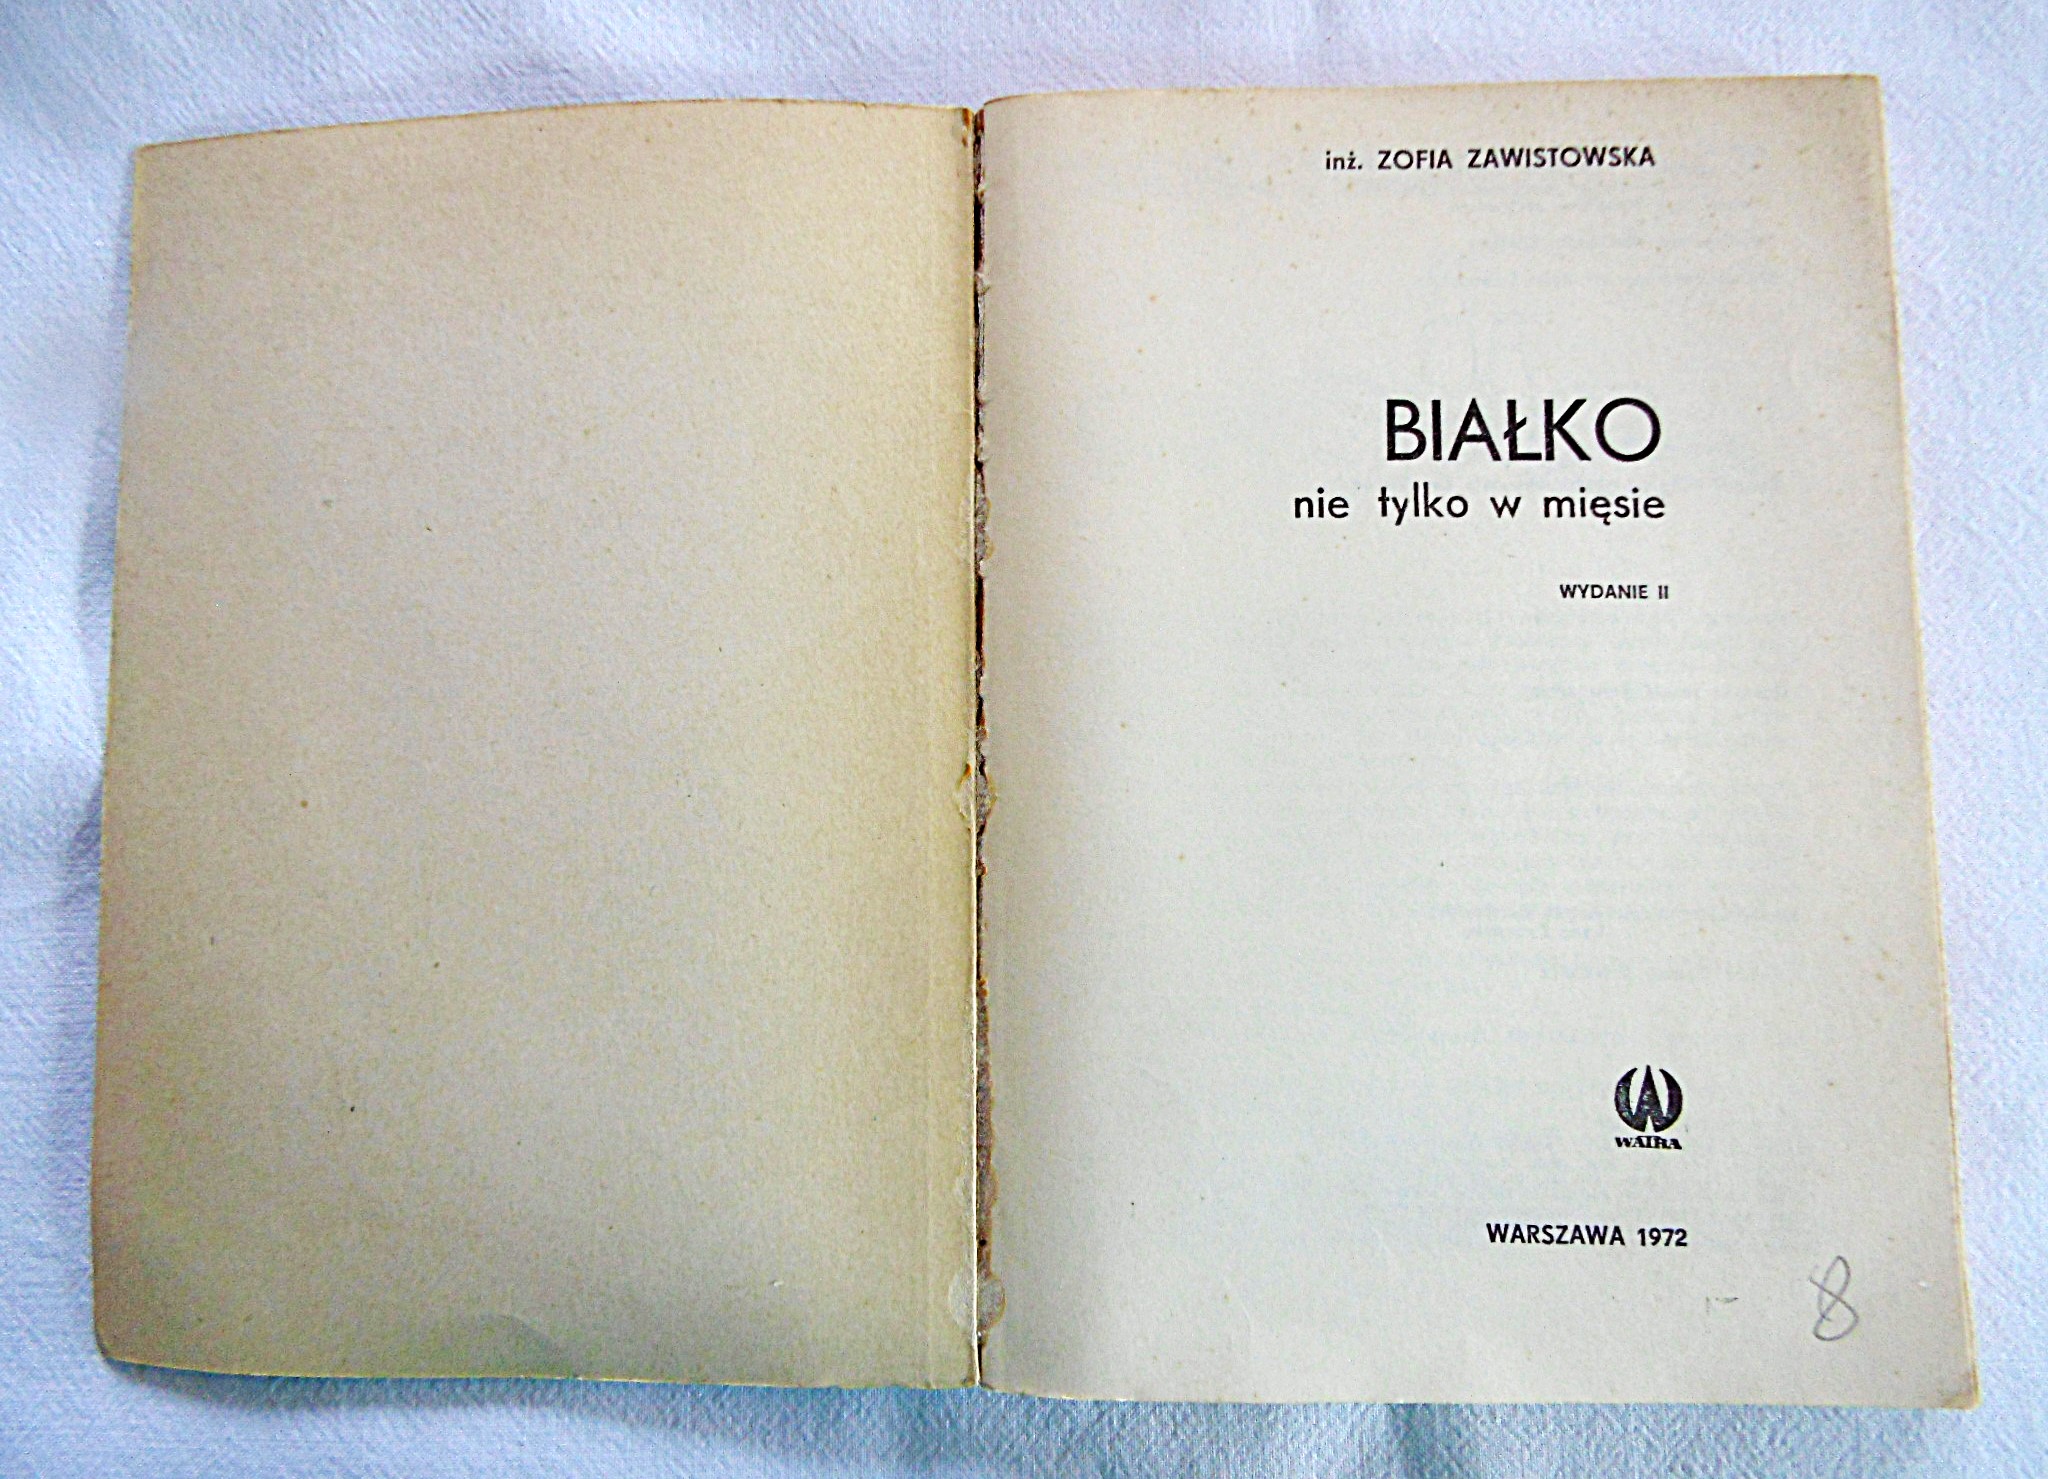 inż. ZOFIA ZAWISTOWSKA
BIAŁKO
nie tylko w mięsie
WYDANIE II
WATRA
WARSZAWA 1972
8